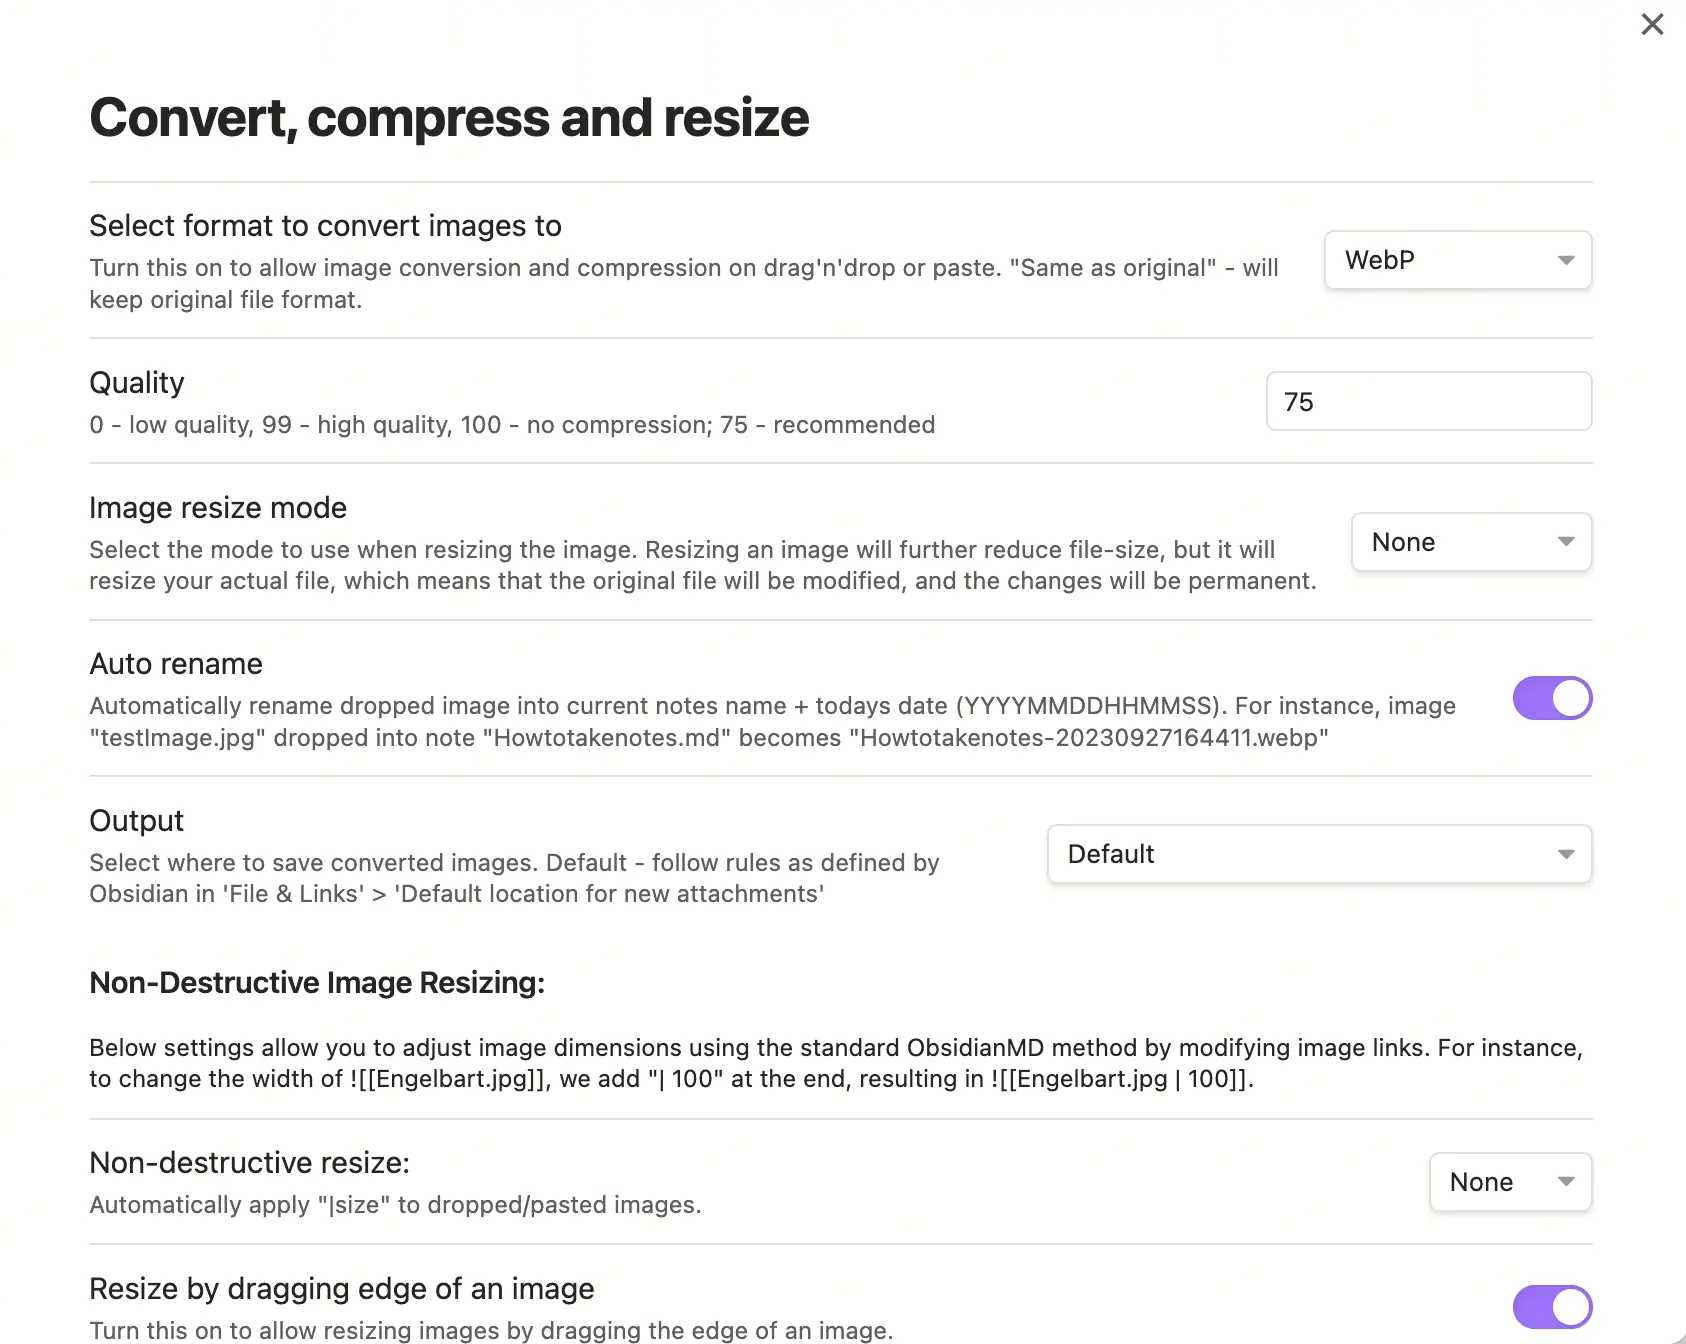 Convert, compress and resize
Select format to convert images to
Turn this on to allow image conversion and compression on drag'n'drop or paste. "Same as original" - will
keep original file format.
WebP
Quality
0 - low quality, 99 - high quality, 100 - no compression; 75 - recommended
75
Image resize mode
Select the mode to use when resizing the image. Resizing an image will further reduce file-size, but it will
resize your actual file, which means that the original file will be modified, and the changes will be permanent.
None
Auto rename
Automatically rename dropped image into current notes name + todays date (YYYYMMDDHHMMSS). For instance, image
"testImage.jpg" dropped into note "Howtotakenotes.md" becomes "Howtotakenotes-20230927164411.webp"
Output
Select where to save converted images. Default - follow rules as defined by
Obsidian in 'File & Links' > 'Default location for new attachments'
Default
Non-Destructive Image Resizing:
Below settings allow you to adjust image dimensions using the standard ObsidianMD method by modifying image links. For instance,
to change the width of ![[Engelbart.jpg]], we add "| 100" at the end, resulting in ![[Engelbart.jpg | 100]].
Non-destructive resize:
Automatically apply "|size" to dropped/pasted images.
None
Resize by dragging edge of an image
Turn this on to allow resizing images by dragging the edge of an image.